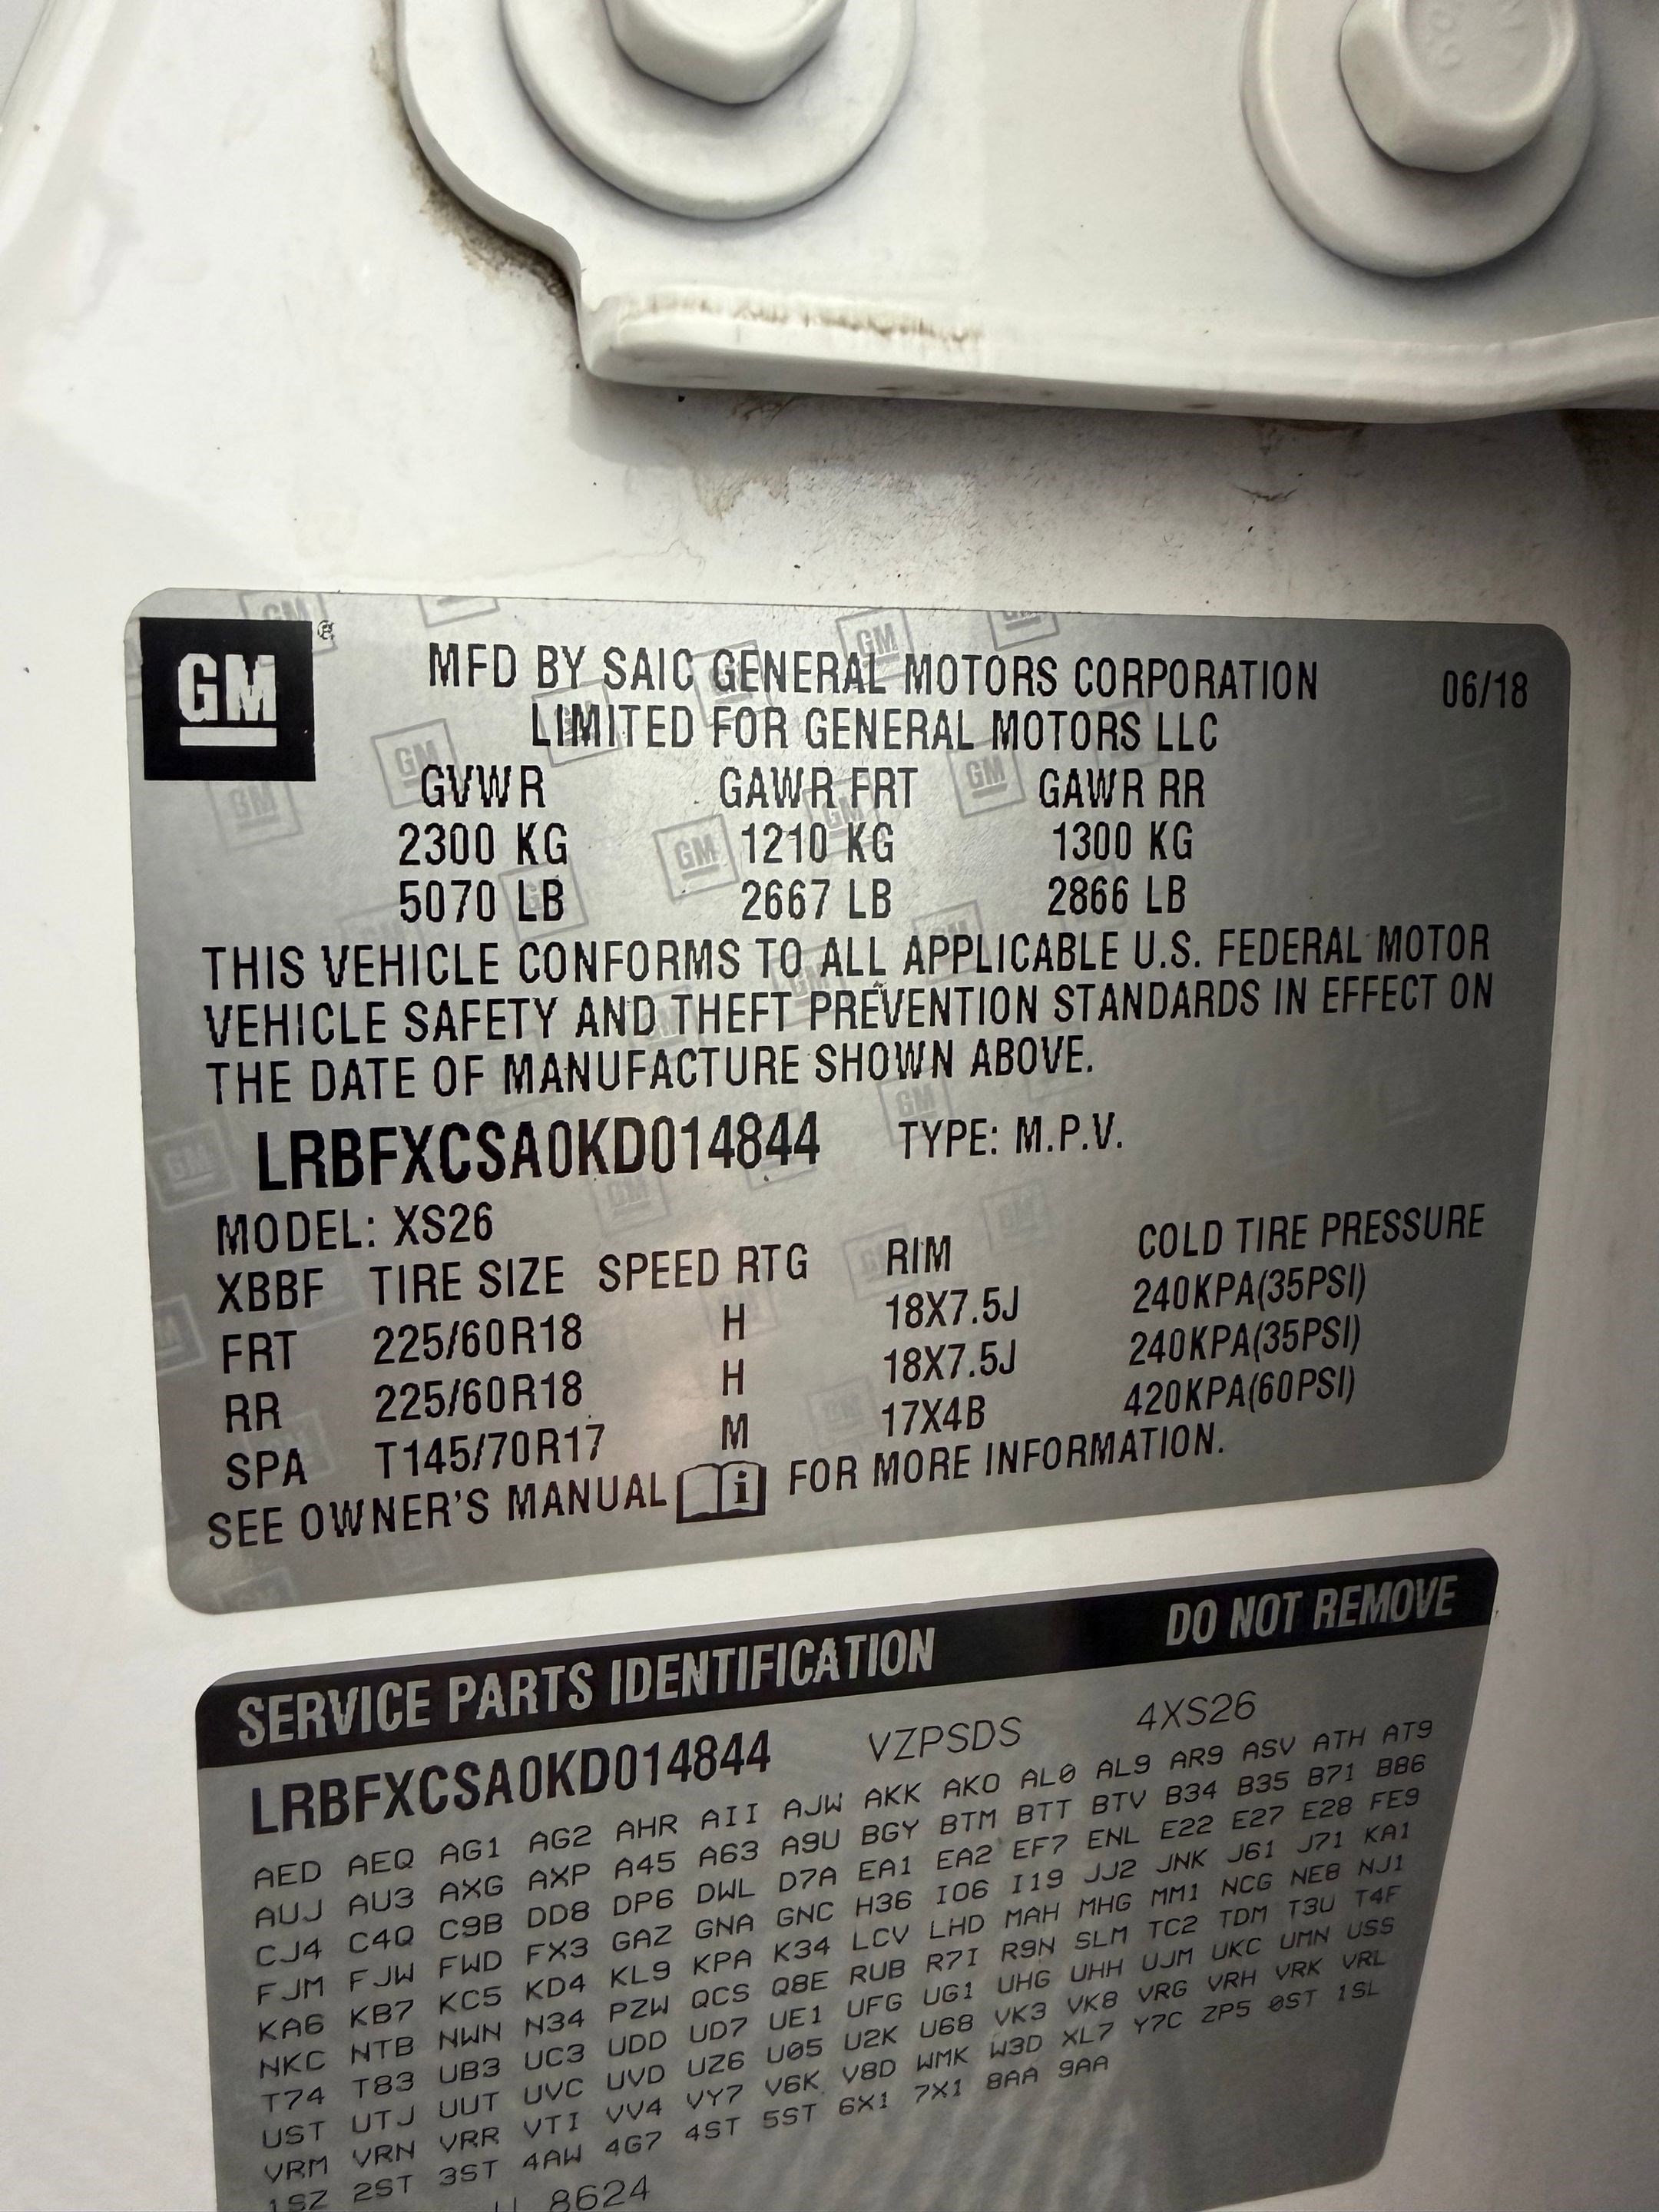 GM
MFD BY SAIC GENERAL MOTORS CORPORATION 06/18
LIMITED FOR GENERAL MOTORS LLC
GVWR GAWR FRT GAWR RR
2300 KG 1210 KG 1300 KG
5070 LB 2667 LB 2866 LB
THIS VEHICLE CONFORMS TO ALL APPLICABLE U.S. FEDERAL MOTOR
VEHICLE SAFETY AND THEFT PREVENTION STANDARDS IN EFFECT ON
THE DATE OF MANUFACTURE SHOWN ABOVE.
LRBFXCSA0KD014844 TYPE: M.P.V.
MODEL: XS26
XBBF TIRE SIZE SPEED RTG RIM COLD TIRE PRESSURE
FRT 225/60R18 H 18X7.5J 240KPA(35PSI)
RR 225/60R18 H 18X7.5J 240KPA(35PSI)
SPA T145/70R17 M 17X4B 420KPA(60PSI)
SEE OWNER'S MANUAL i FOR MORE INFORMATION.
SERVICE PARTS IDENTIFICATION DO NOT REMOVE
LRBFXCSA0KD014844 VZPSDS 4XS26
AED AEQ AG1 AG2 AHR AII AJW AKK AKO AL0 AL9 AR9 ASV ATH AT9
AUJ AU3 AXG AXP A45 A63 A9U BGY BTM BTT BTV B34 B35 B71 BB6
CJ4 C4Q C9B DD8 DP6 DWL D7A EA1 EA2 EF7 ENL E22 E27 E28 FE9
FJM FJW FWD FX3 GAZ GNA GNC H36 IO6 I19 JJ2 JNK J61 J71 KA1
KA6 KB7 KC5 KD4 KL9 KPA K34 LCV LHD MAH MHG MM1 NCG NE8 NJ1
NKC NTB NWN N34 PZW QCS Q8E RUB R7I R9N SLM TC2 TDM T3U T4F
T74 T83 UB3 UC3 UDD UD7 UE1 UFG UG1 UHG UHH UJM UKC UMN USS
UST UTJ UUT UVC UVD UZ6 U05 U2K U68 VK3 VK8 VRG VRH VRK VRL
VRM VRN VRR VTI VV4 VY7 V6K V8D WMK W3D XL7 Y7C ZP5 0ST 1SL
1SZ 2ST 3ST 4AW 4G7 4ST 5ST 6X1 7X1 8AA 9AA
U 8624